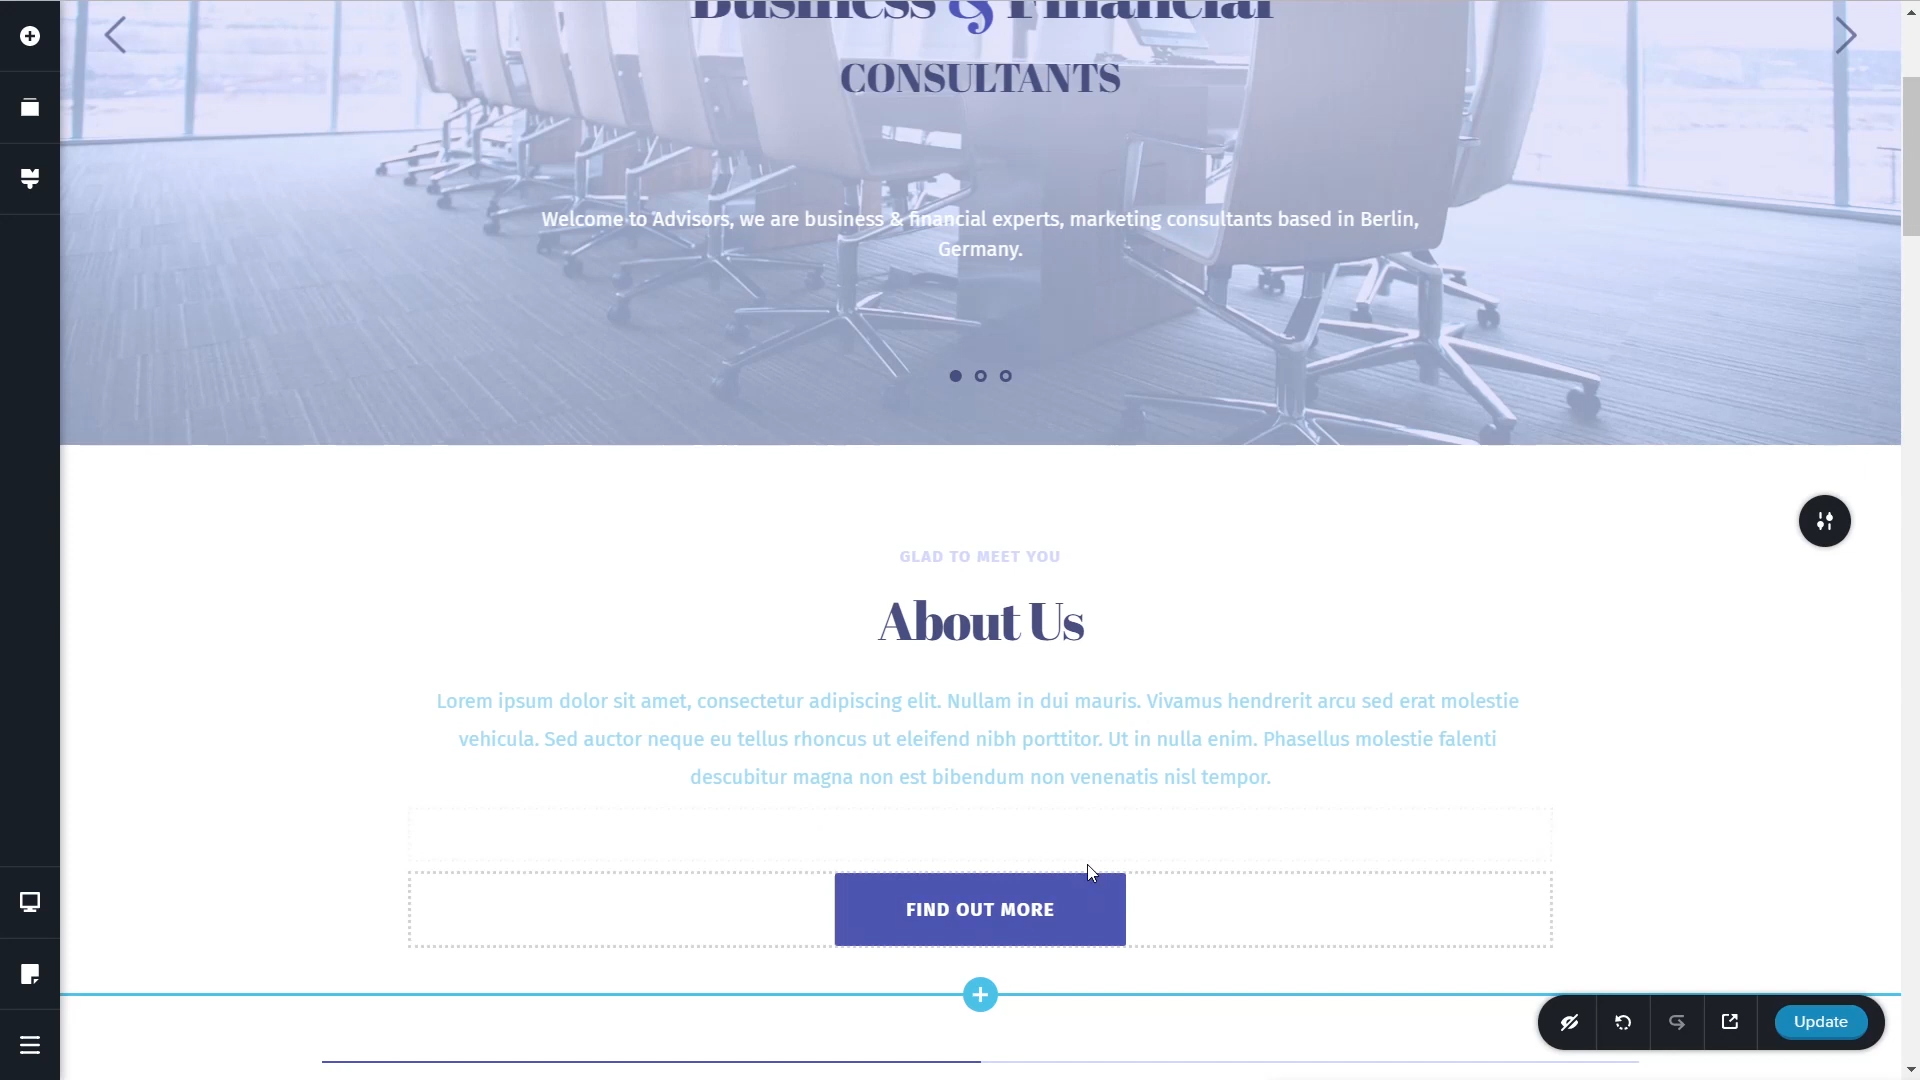 Business & Financial
CONSULTANTS
Welcome to Advisors, we are business & financial experts, marketing consultants based in Berlin,
Germany.
GLAD TO MEET YOU
About Us
Lorem ipsum dolor sit amet, consectetur adipiscing elit. Nullam in dui mauris. Vivamus hendrerit arcu sed erat molestie
vehicula. Sed auctor neque eu tellus rhoncus ut eleifend nibh porttitor. Ut in nulla enim. Phasellus molestie falenti
descubitur magna non est bibendum non venenatis nisl tempor.
FIND OUT MORE
Update